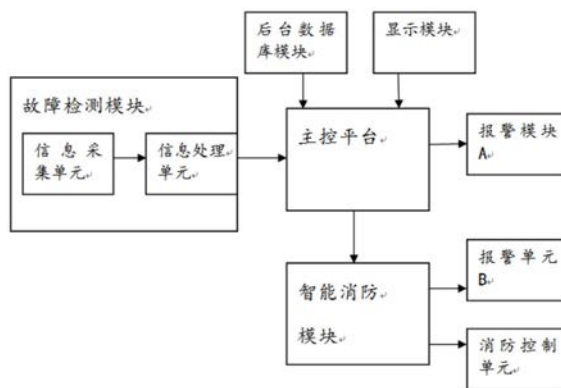 后台数据
库模块
显示模块
故障检测模块
信息采
集单元
信息处理
单元
主控平台
报警模块
A
智能消防
模块
报警单元
B
消防控制
单元